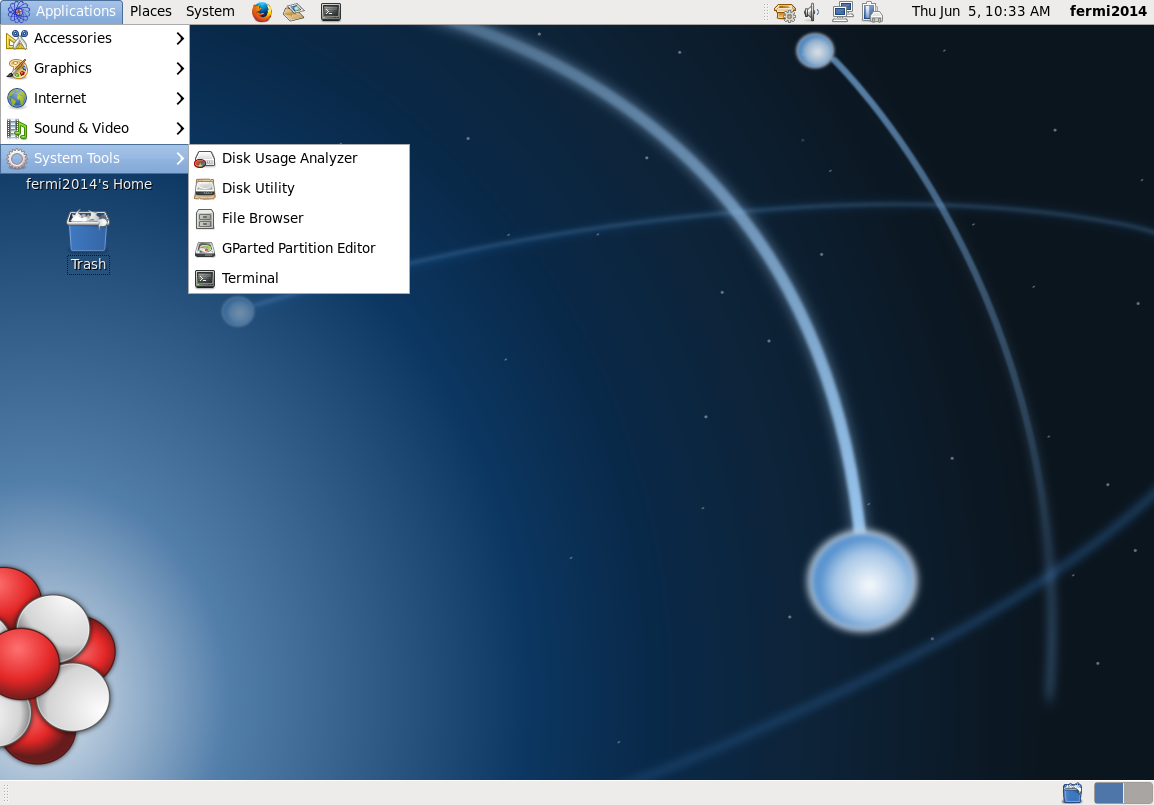 Applications Places System Thu Jun 5, 10:33 AM fermi2014
Accessories
Graphics
Internet
Sound & Video
System Tools
Disk Usage Analyzer
Disk Utility
File Browser
GParted Partition Editor
Terminal
fermi2014's Home
Trash